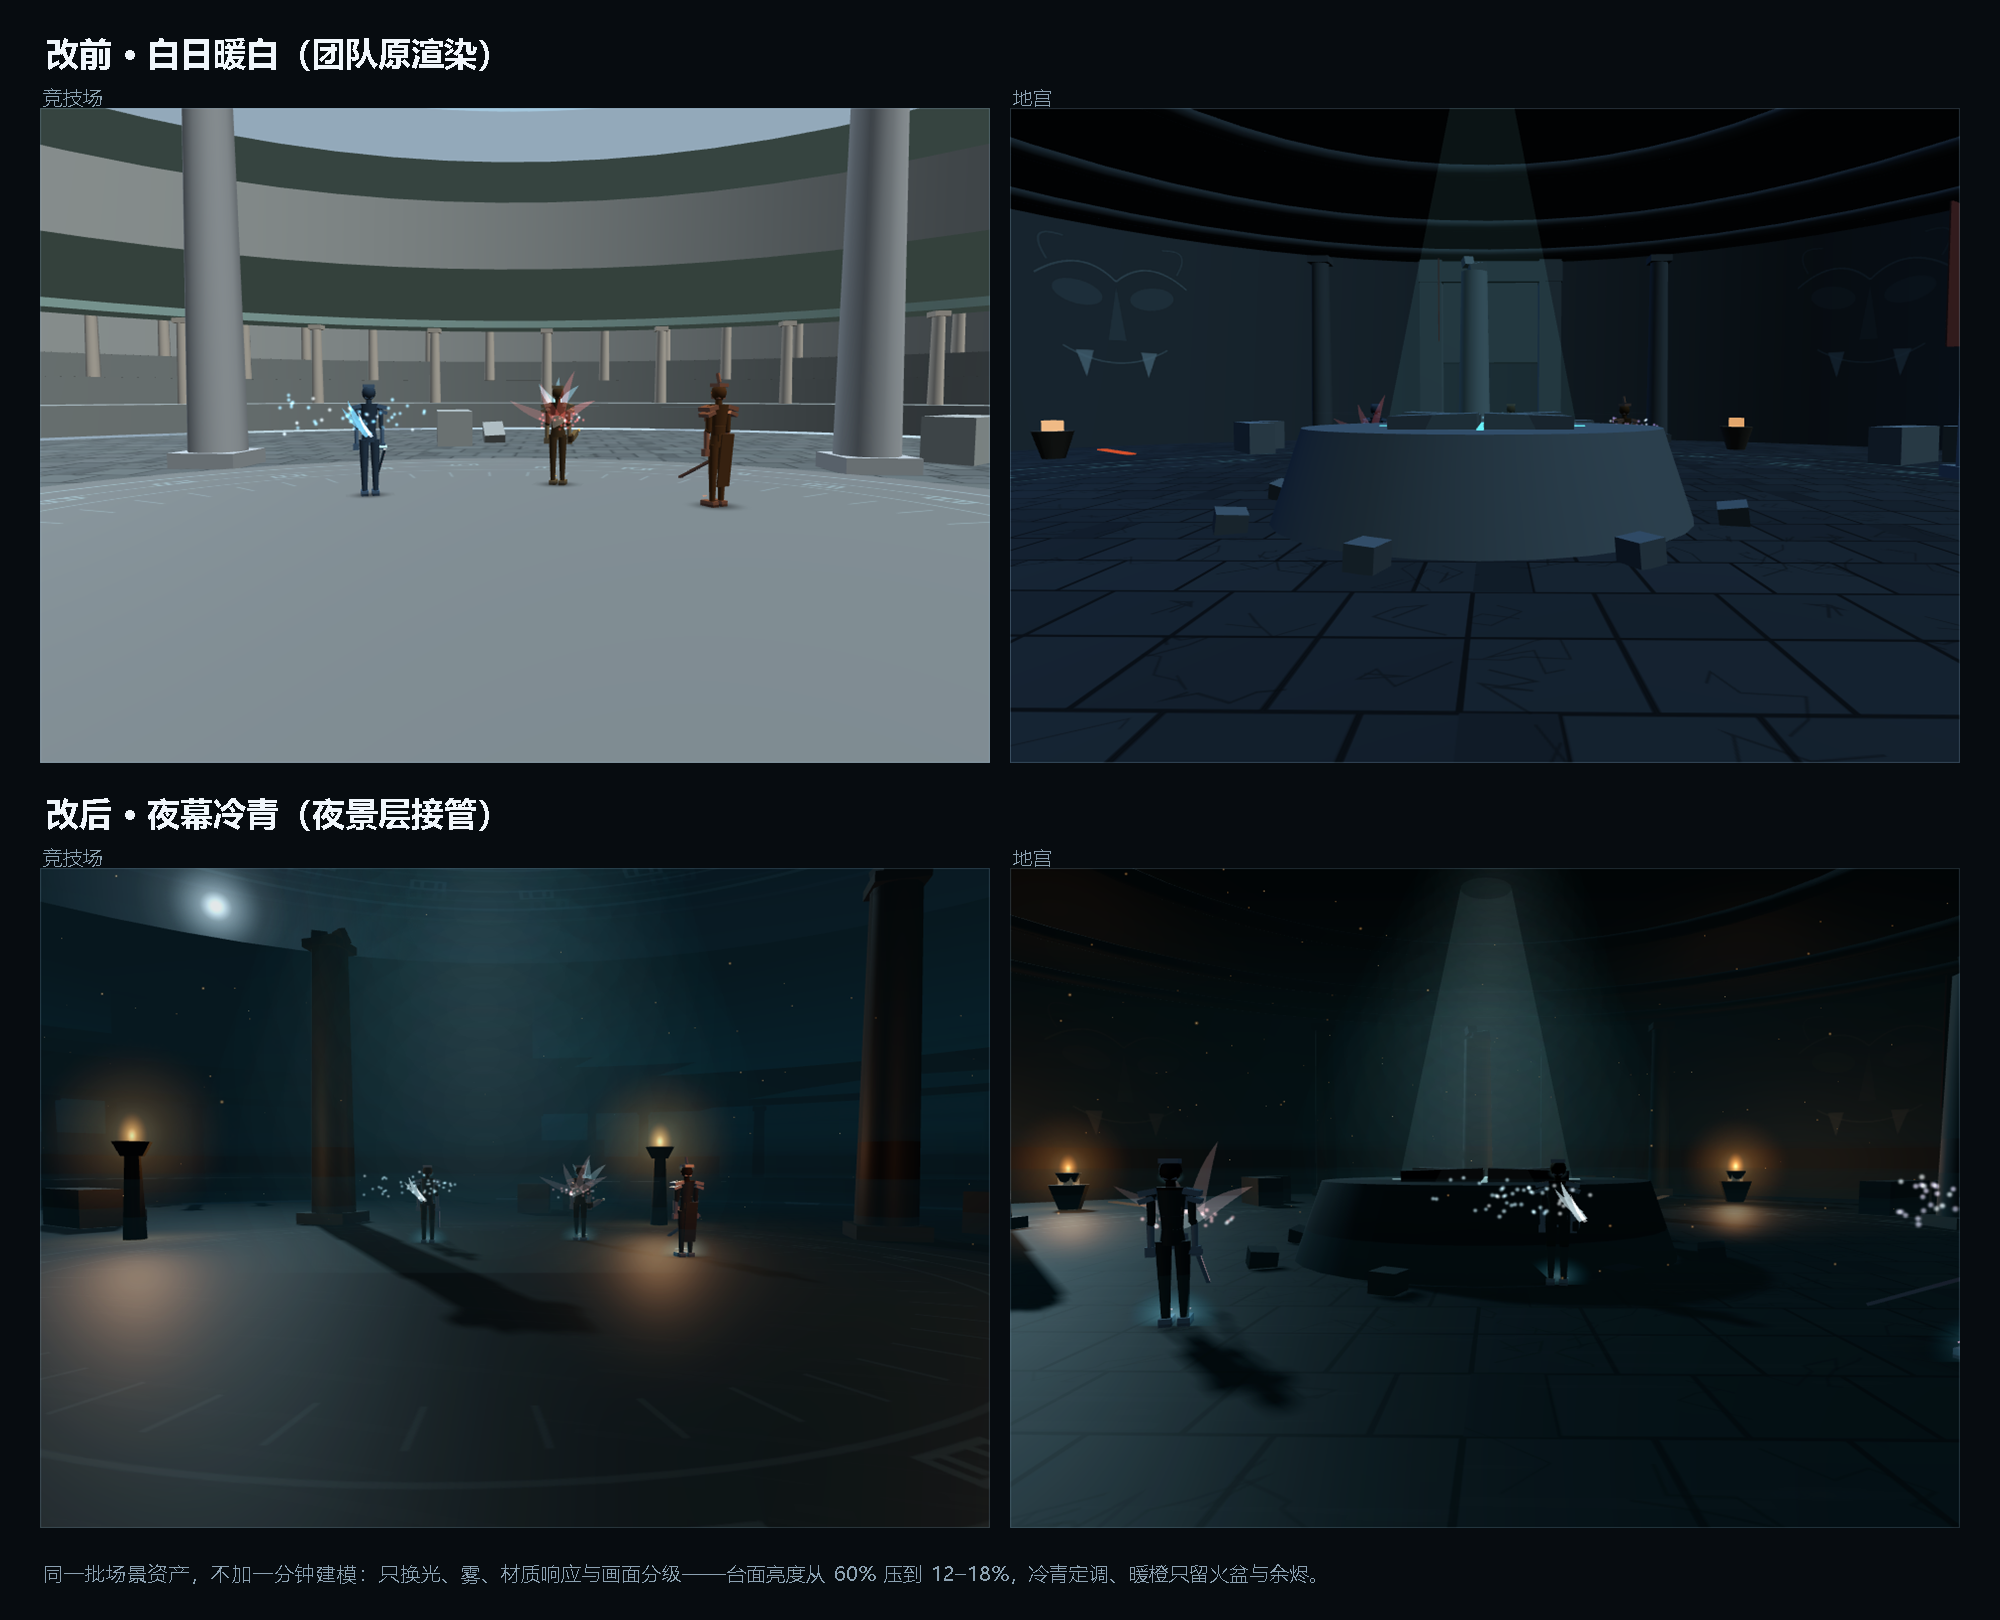 改前 • 白日暖白（团队原渲染）
竞技场
地宫
改后 • 夜幕冷青（夜景层接管）
竞技场
地宫
同一批场景资产，不加一分钟建模：只换光、雾、材质响应与画面分级——台面亮度从 60% 压到 12–18%，冷青定调、暖橙只留火盆与余烬。